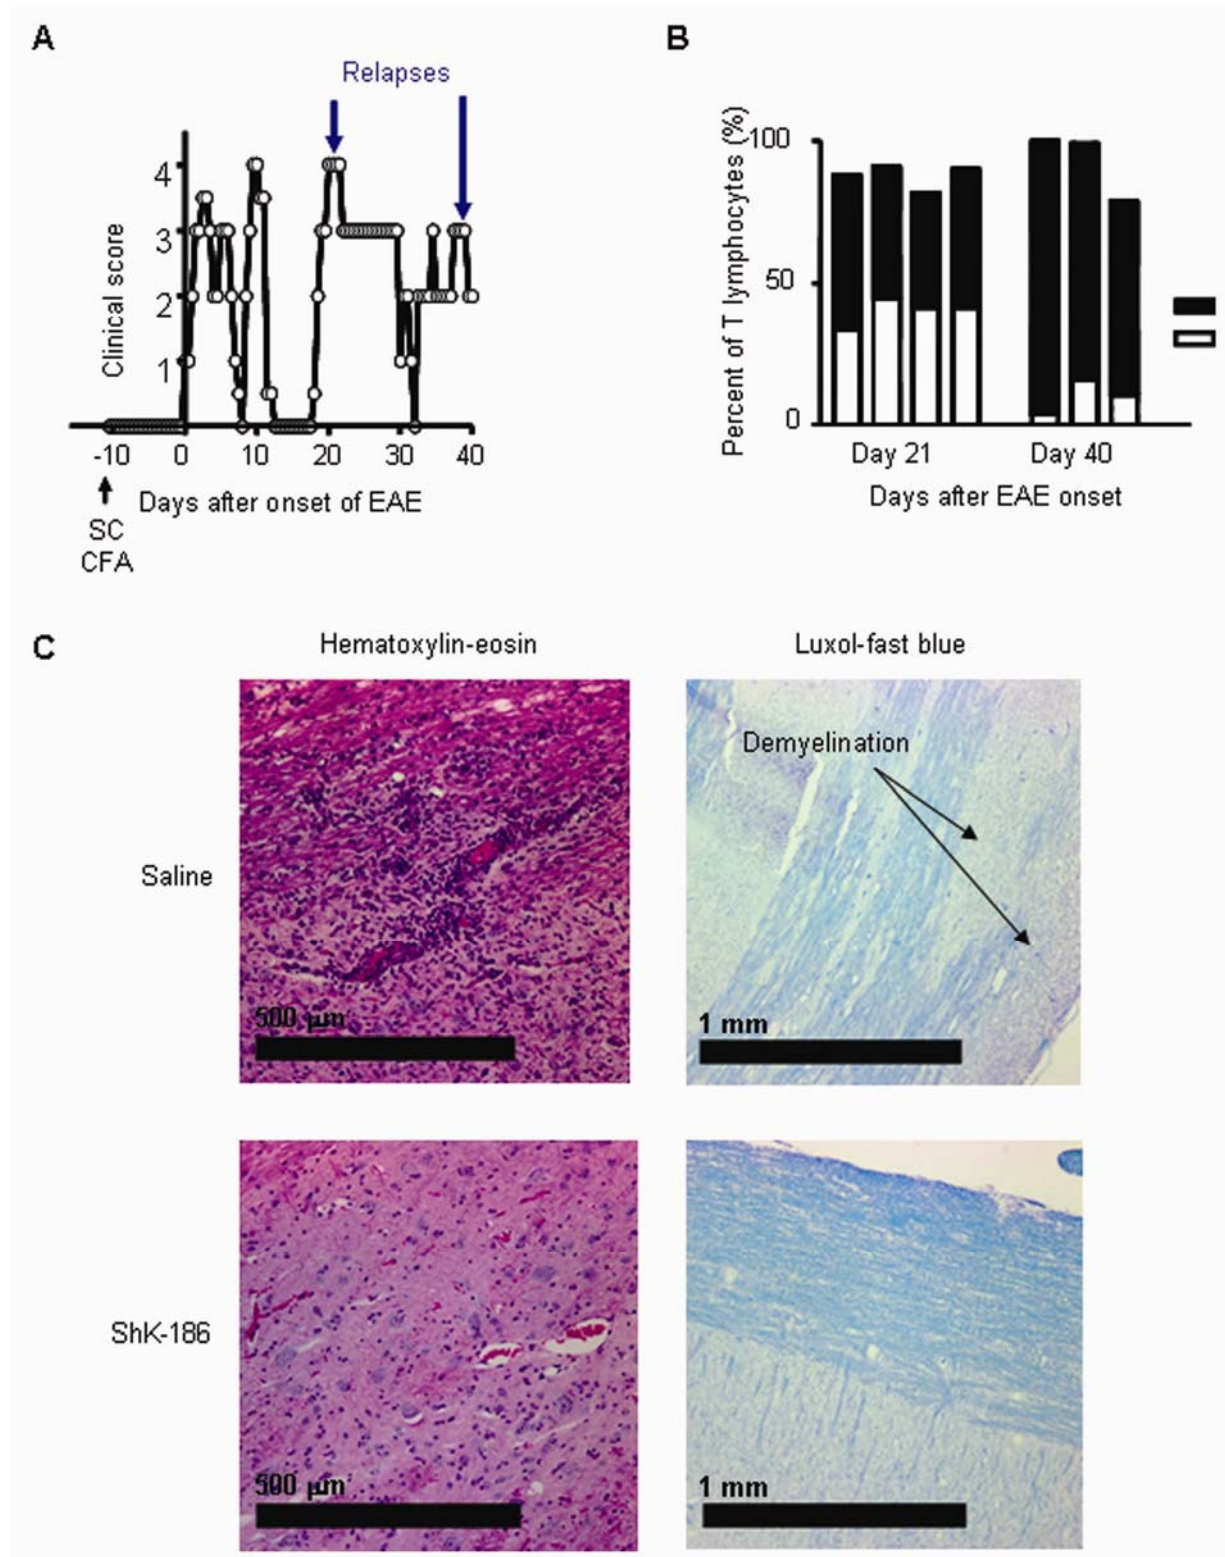 A
Relapses
Clinical score
4
3
2
1
-10 0 10 20 30 40
Days after onset of EAE
SC
CFA
B
Percent of T lymphocytes (%)
100
50
0
Day 21 Day 40
Days after EAE onset
C
Hematoxylin-eosin Luxol-fast blue
Saline
Demyelination
500 µm
1 mm
ShK-186
500 µm
1 mm